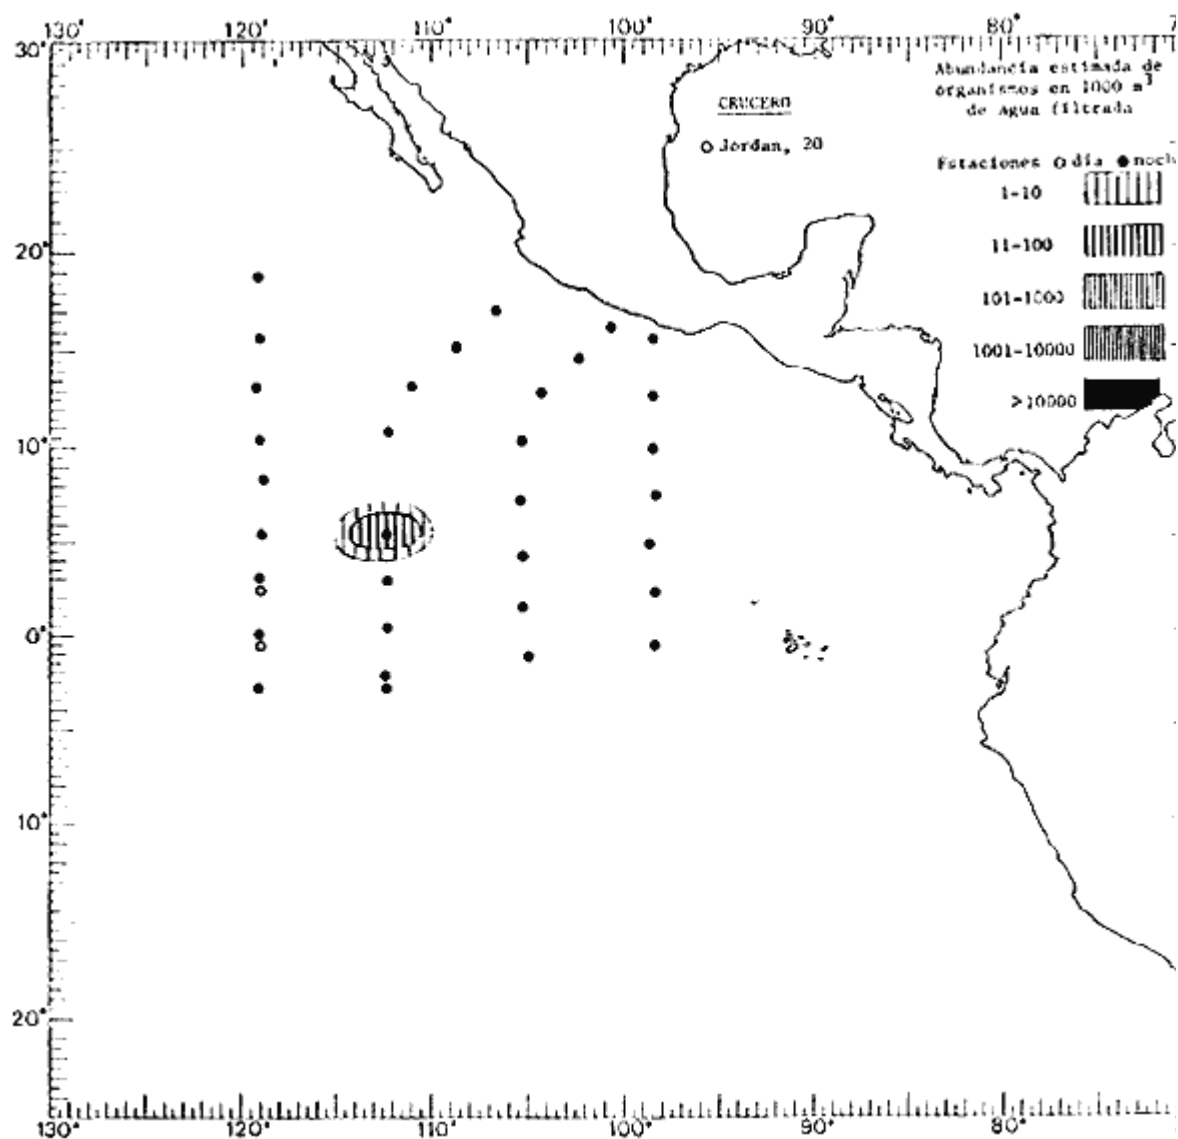 130° 120° 110° 100° 90° 80°
30°
Abundancia estimada de
organismos en 1000 m³
de agua filtrada
CRUCERO
Jordan, 20
Estaciones día
1-10
11-100
101-1000
1001-10000
>10000
20°
10°
0°
10°
20°
130° 120° 110° 100° 90° 80°